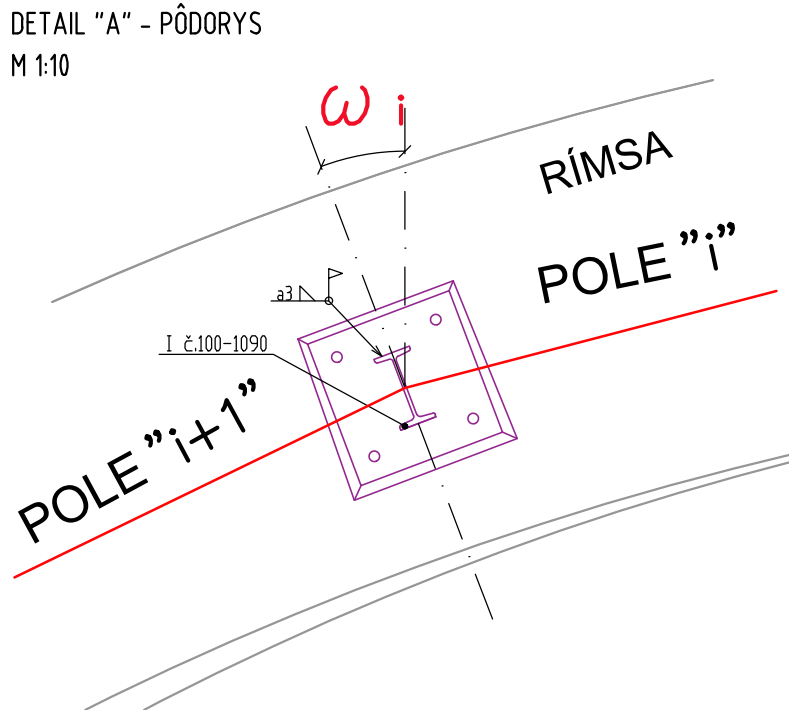 DETAIL "A" - PÔDORYS
M 1:10
ω i
RÍMSA
POLE ”i”
a3
I č.100-1090
POLE ”i+1”